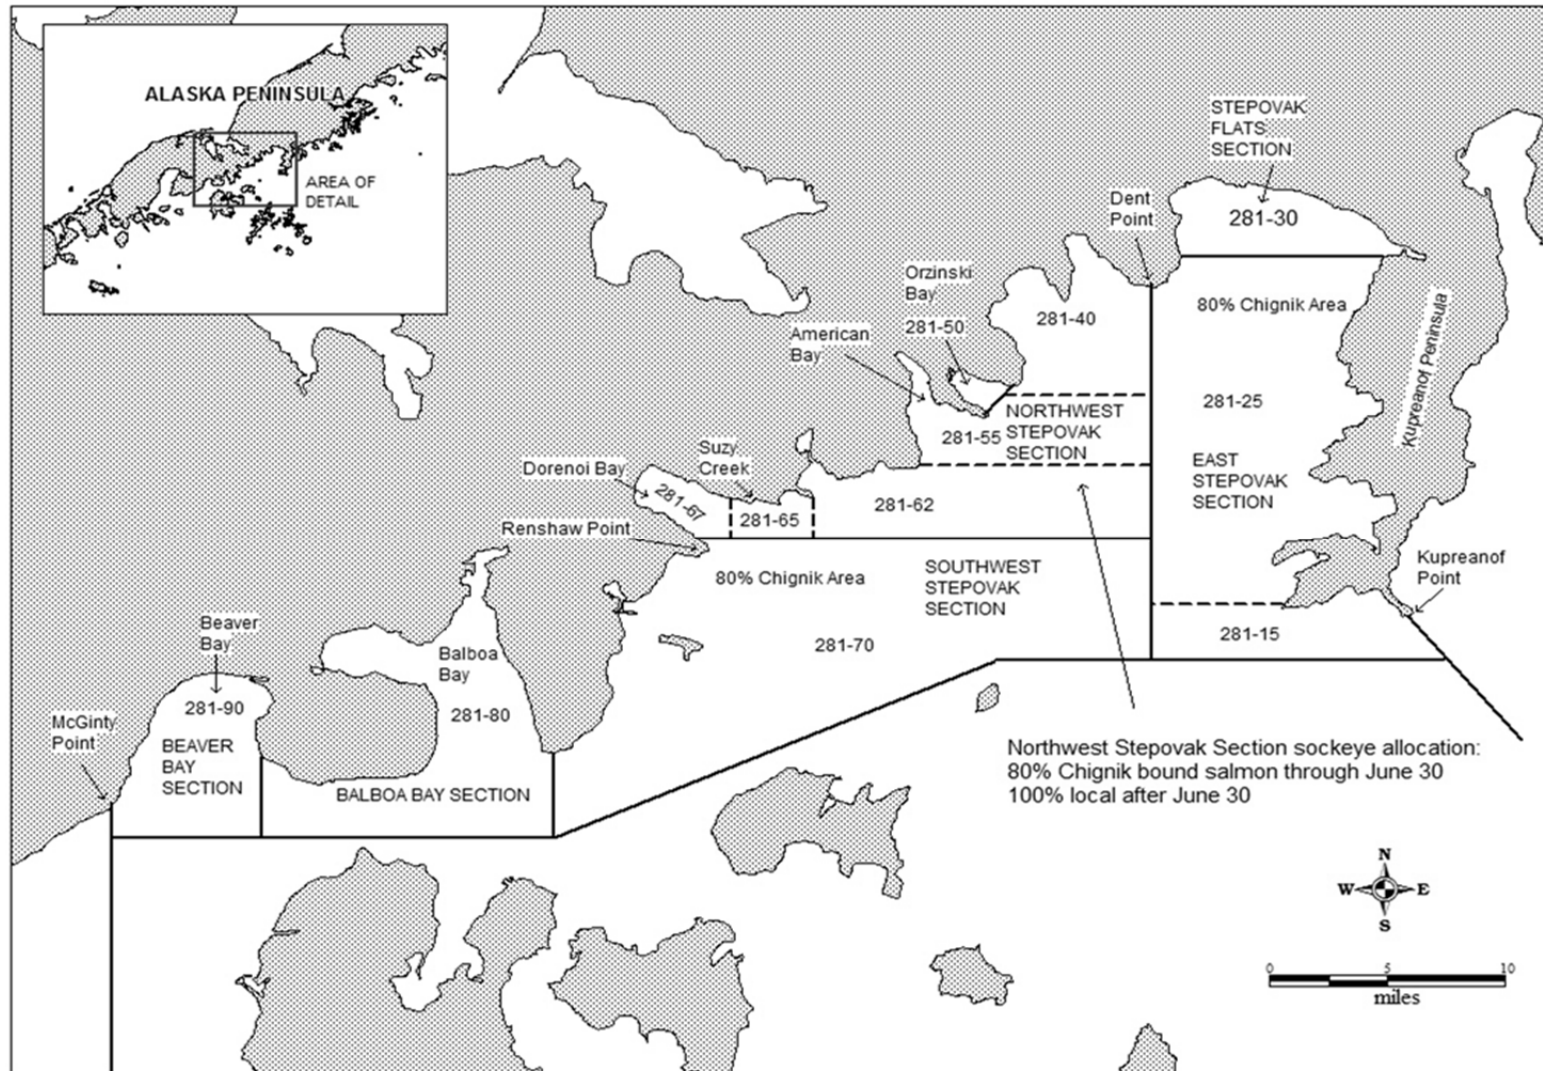 ALASKA PENINSULA
AREA OF
DETAIL
STEPOVAK
FLATS
SECTION
281-30
Dent
Point
Orzinski
Bay
281-50
American
Bay
281-40
80% Chignik Area
Kupreanof Peninsula
281-25
NORTHWEST
STEPOVAK
SECTION
281-55
EAST
STEPOVAK
SECTION
Suzy
Creek
Dorenoi Bay
281-67
281-65
281-62
Renshaw Point
80% Chignik Area
SOUTHWEST
STEPOVAK
SECTION
Kupreanof
Point
281-70
281-15
Beaver
Bay
Balboa
Bay
281-90
281-80
McGinty
Point
BEAVER
BAY
SECTION
BALBOA BAY SECTION
Northwest Stepovak Section sockeye allocation:
80% Chignik bound salmon through June 30
100% local after June 30
N
W E
S
0 5 10
miles